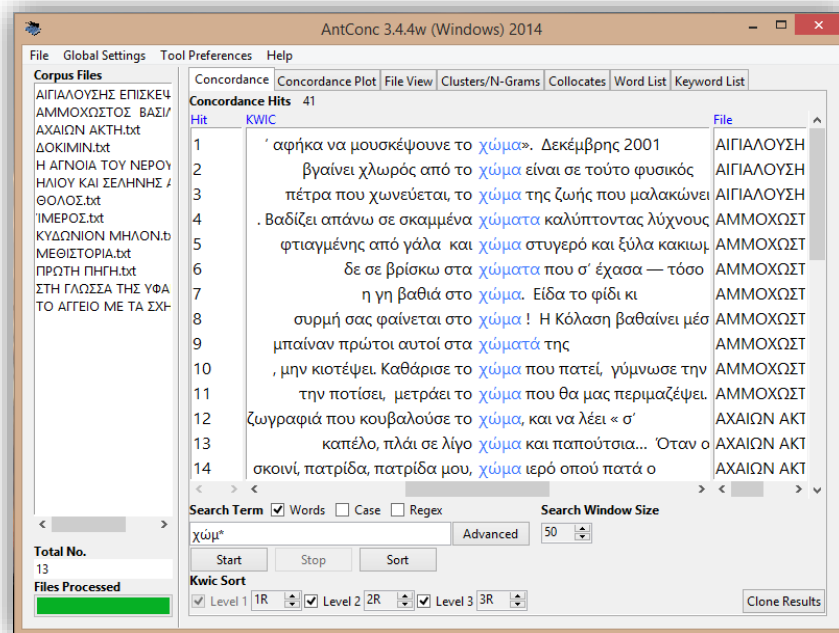 AntConc 3.4.4w (Windows) 2014
File Global Settings Tool Preferences Help
Corpus Files
ΑΙΓΙΑΛΟΥΣΗΣ ΕΠΙΣΚΕΨ
ΑΜΜΟΧΩΣΤΟΣ ΒΑΣΙΛ
ΑΧΑΙΩΝ ΑΚΤΗ.txt
ΔΟΚΙΜΙΝ.txt
Η ΑΓΝΟΙΑ ΤΟΥ ΝΕΡΟΥ
ΗΛΙΟΥ ΚΑΙ ΣΕΛΗΝΗΣ Α
ΘΟΛΟΣ.txt
ΊΜΕΡΟΣ.txt
ΚΥΔΩΝΙΟΝ ΜΗΛΟΝ.tx
ΜΕΘΙΣΤΟΡΙΑ.txt
ΠΡΩΤΗ ΠΗΓΗ.txt
ΣΤΗ ΓΛΩΣΣΑ ΤΗΣ ΥΦΑ
ΤΟ ΑΓΓΕΙΟ ΜΕ ΤΑ ΣΧΗ
Total No.
13
Files Processed
Concordance Concordance Plot File View Clusters/N-Grams Collocates Word List Keyword List
Concordance Hits 41
Hit KWIC File
1 ‘ αφήκα να μουσκέψουνε το χώμα». Δεκέμβρης 2001 ΑΙΓΙΑΛΟΥΣΗ
2 βγαίνει χλωρός από το χώμα είναι σε τούτο φυσικός ΑΙΓΙΑΛΟΥΣΗ
3 πέτρα που χωνεύεται, το χώμα της ζωής που μαλακώνει ΑΙΓΙΑΛΟΥΣΗ
4 . Βαδίζει απάνω σε σκαμμένα χώματα καλύπτοντας λύχνους ΑΜΜΟΧΩΣΤ
5 φτιαγμένης από γάλα και χώμα στυγερό και ξύλα κακιωμ ΑΜΜΟΧΩΣΤ
6 δε σε βρίσκω στα χώματα που σ’ έχασα — τόσο ΑΜΜΟΧΩΣΤ
7 η γη βαθιά στο χώμα. Είδα το φίδι κι ΑΜΜΟΧΩΣΤ
8 συρμή σας φαίνεται στο χώμα ! Η Κόλαση βαθαίνει μέσ ΑΜΜΟΧΩΣΤ
9 μπαίναν πρώτοι αυτοί στα χώματά της ΑΜΜΟΧΩΣΤ
10 , μην κιοτέψει. Καθάρισε το χώμα που πατεί, γύμνωσε την ΑΜΜΟΧΩΣΤ
11 την ποτίσει, μετράει το χώμα που θα μας περιμαζέψει. ΑΜΜΟΧΩΣΤ
12 ζωγραφιά που κουβαλούσε το χώμα, και να λέει « σ’ ΑΧΑΙΩΝ ΑΚΤ
13 καπέλο, πλάι σε λίγο χώμα και παπούτσια... Όταν ο ΑΧΑΙΩΝ ΑΚΤ
14 σκοινί, πατρίδα, πατρίδα μου, χώμα ιερό οπού πατά ο ΑΧΑΙΩΝ ΑΚΤ
Search Term Words Case Regex Search Window Size
χώμ* Advanced 50
Start Stop Sort
Kwic Sort
Level 1 1R Level 2 2R Level 3 3R Clone Results